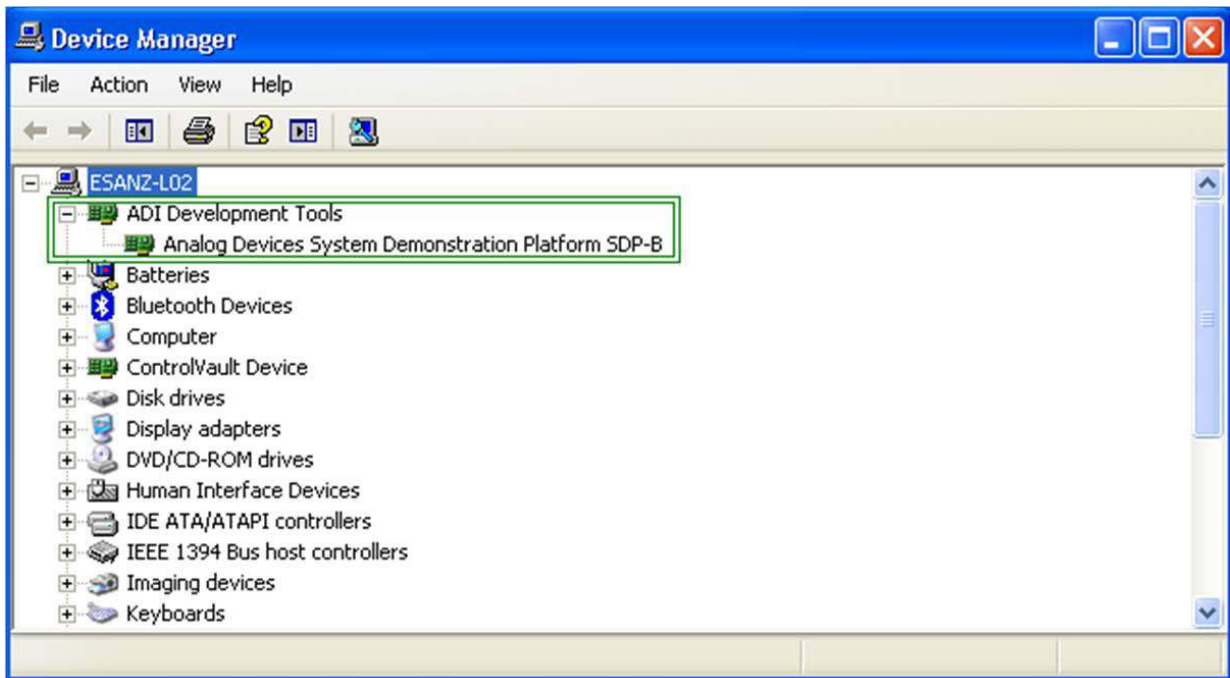 Device Manager
File Action View Help
ESANZ-L02
ADI Development Tools
Analog Devices System Demonstration Platform SDP-B
Batteries
Bluetooth Devices
Computer
ControlVault Device
Disk drives
Display adapters
DVD/CD-ROM drives
Human Interface Devices
IDE ATA/ATAPI controllers
IEEE 1394 Bus host controllers
Imaging devices
Keyboards